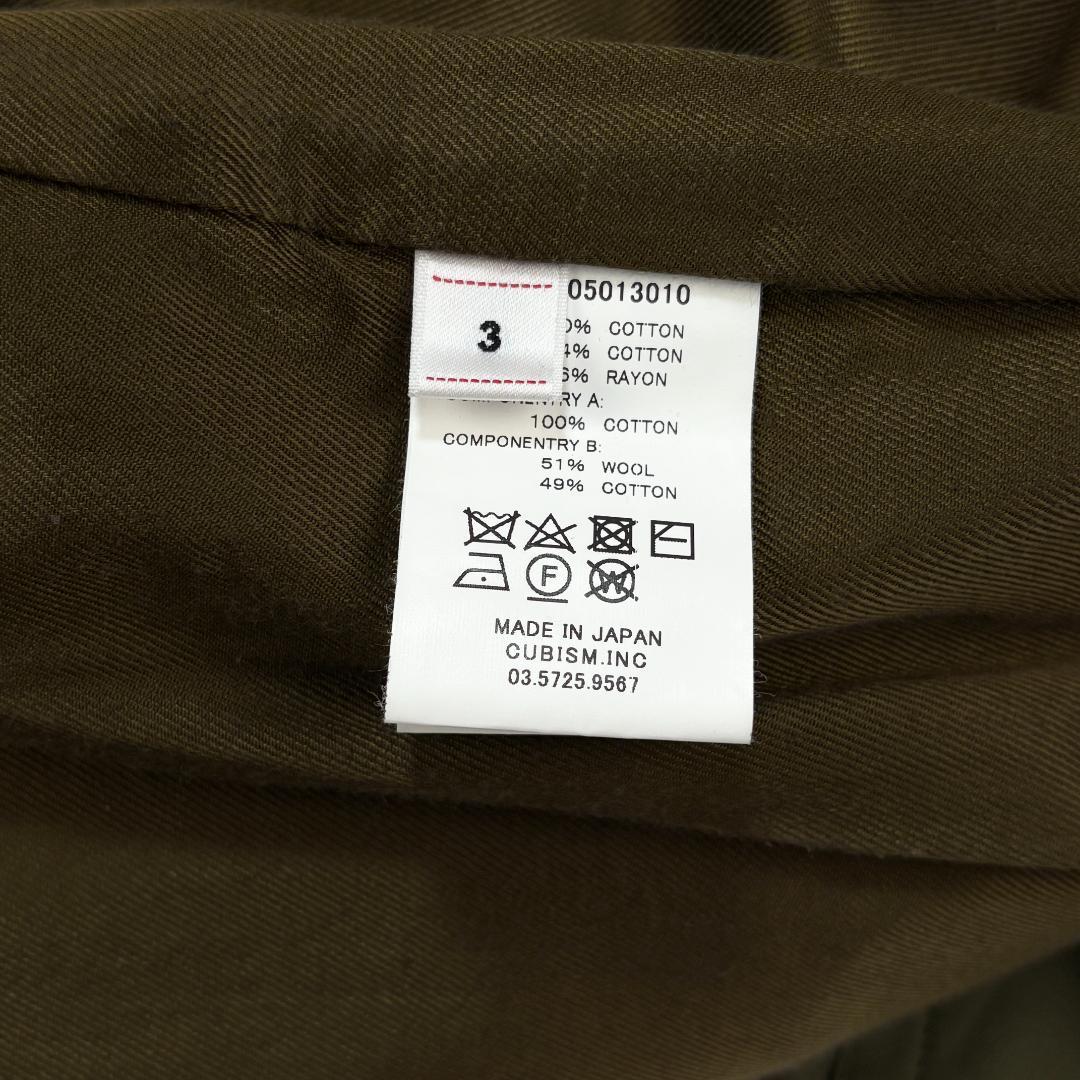 3
05013010
COTTON
COTTON
RAYON
A:
100% COTTON
COMPONENTRY B:
51% WOOL
49% COTTON
F
W
MADE IN JAPAN
CUBISM.INC
03.5725.9567